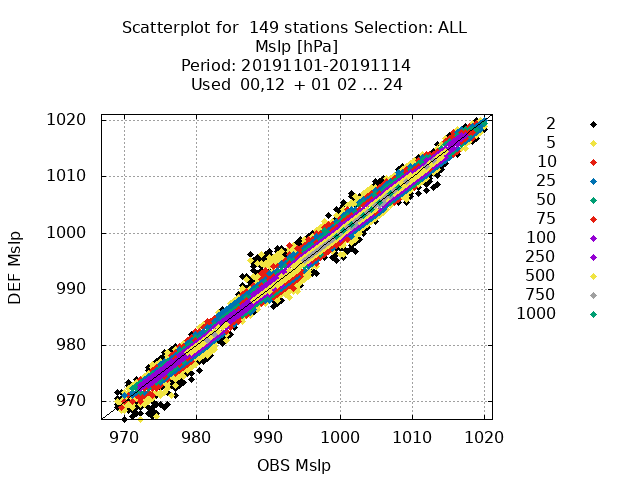 Scatterplot for  149 stations Selection: ALL
Mslp [hPa]
Period: 20191101-20191114
Used  00,12  + 01 02 ... 24
1020
1010
1000
990
980
970
DEF Mslp
970 980 990 1000 1010 1020
OBS Mslp
2
5
10
25
50
75
100
250
500
750
1000